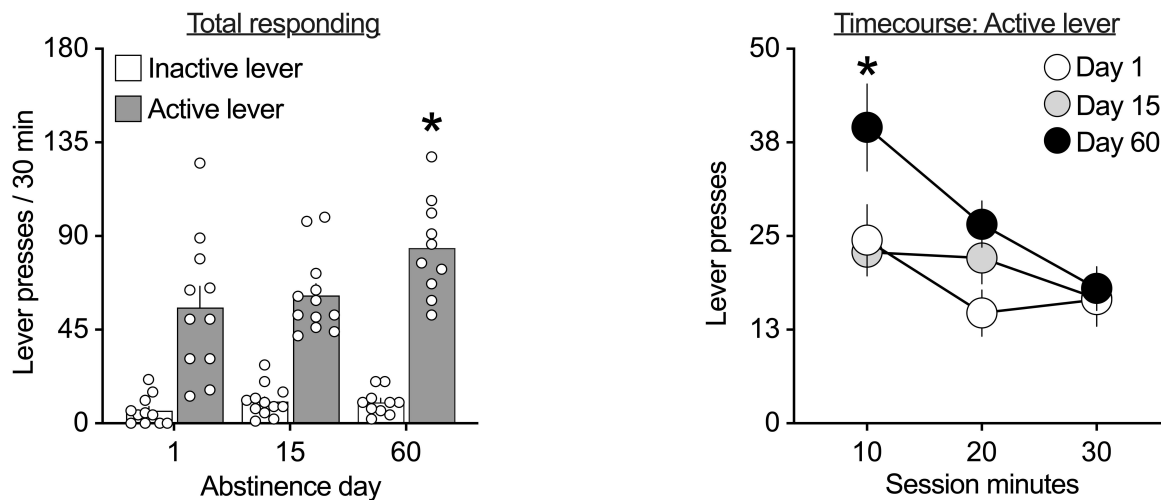 Total responding
180
135
90
45
0
Lever presses / 30 min
Inactive lever
Active lever
*
1 15 60
Abstinence day
Timecourse: Active lever
50
38
25
13
0
Lever presses
*
Day 1
Day 15
Day 60
10 20 30
Session minutes